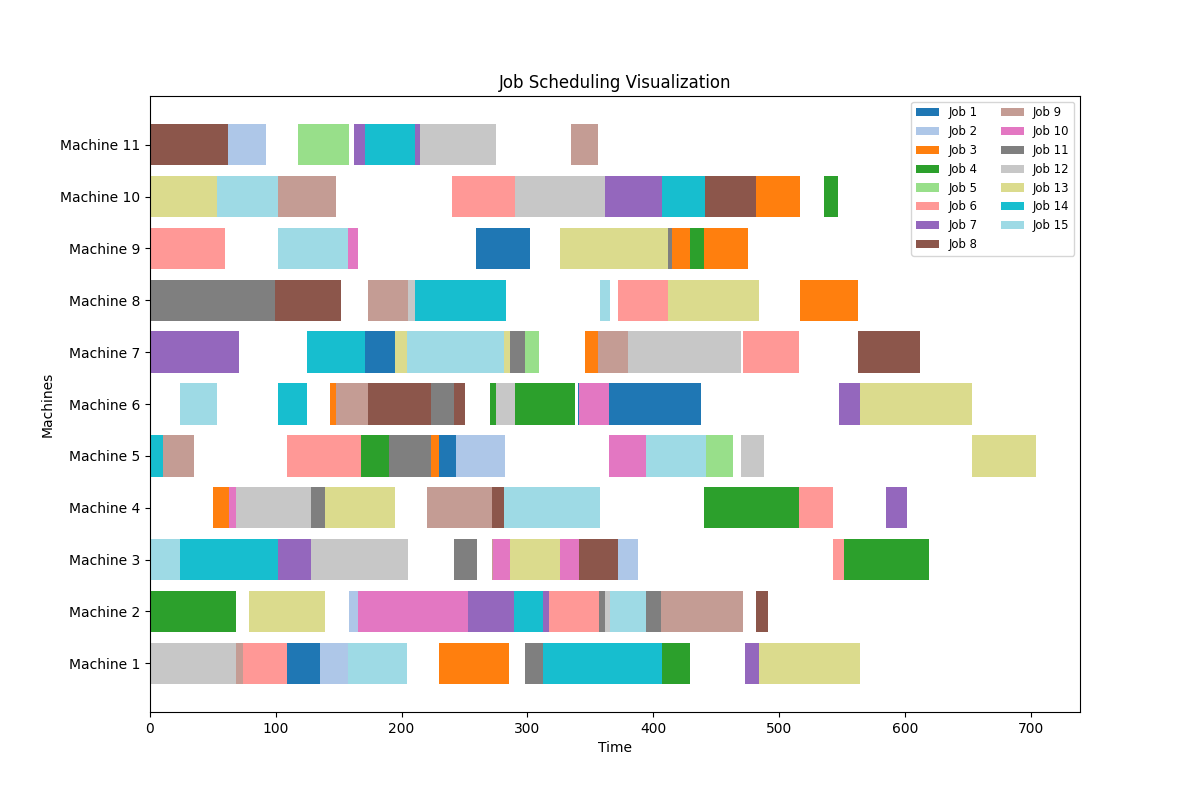 Job Scheduling Visualization
Machine 11
Machine 10
Machine 9
Machine 8
Machine 7
Machine 6
Machine 5
Machine 4
Machine 3
Machine 2
Machine 1
Machines
0 100 200 300 400 500 600 700
Time
Job 1
Job 2
Job 3
Job 4
Job 5
Job 6
Job 7
Job 8
Job 9
Job 10
Job 11
Job 12
Job 13
Job 14
Job 15